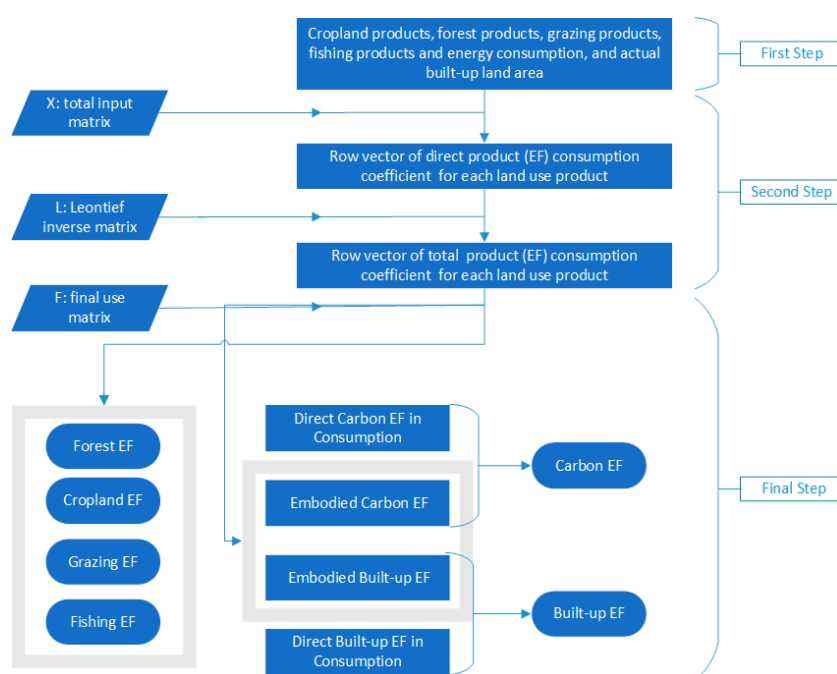 Cropland products, forest products, grazing products,
fishing products and energy consumption, and actual
built-up land area
First Step
X: total input
matrix
Row vector of direct product (EF) consumption
coefficient for each land use product
Second Step
L: Leontief
inverse matrix
Row vector of total product (EF) consumption
coefficient for each land use product
F: final use
matrix
Forest EF
Cropland EF
Grazing EF
Fishing EF
Direct Carbon EF in
Consumption
Embodied Carbon EF
Carbon EF
Embodied Built-up EF
Built-up EF
Direct Built-up EF in
Consumption
Final Step